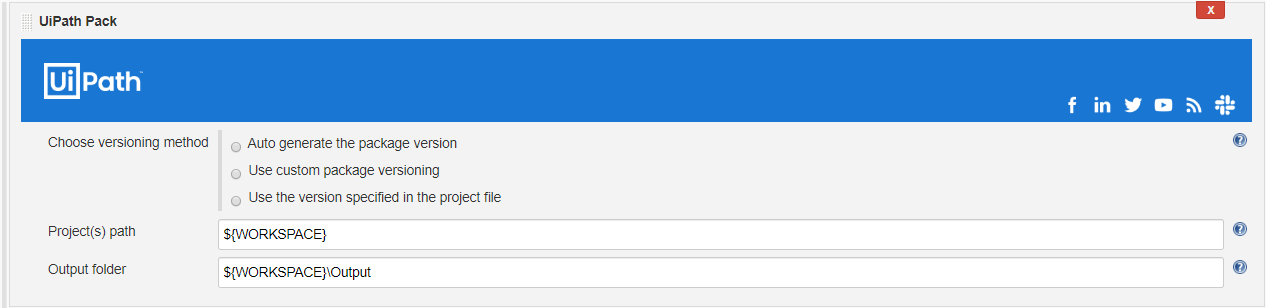 UiPath Pack
X
UiPath™
Choose versioning method
Auto generate the package version
Use custom package versioning
Use the version specified in the project file
Project(s) path
${WORKSPACE}
Output folder
${WORKSPACE}\Output